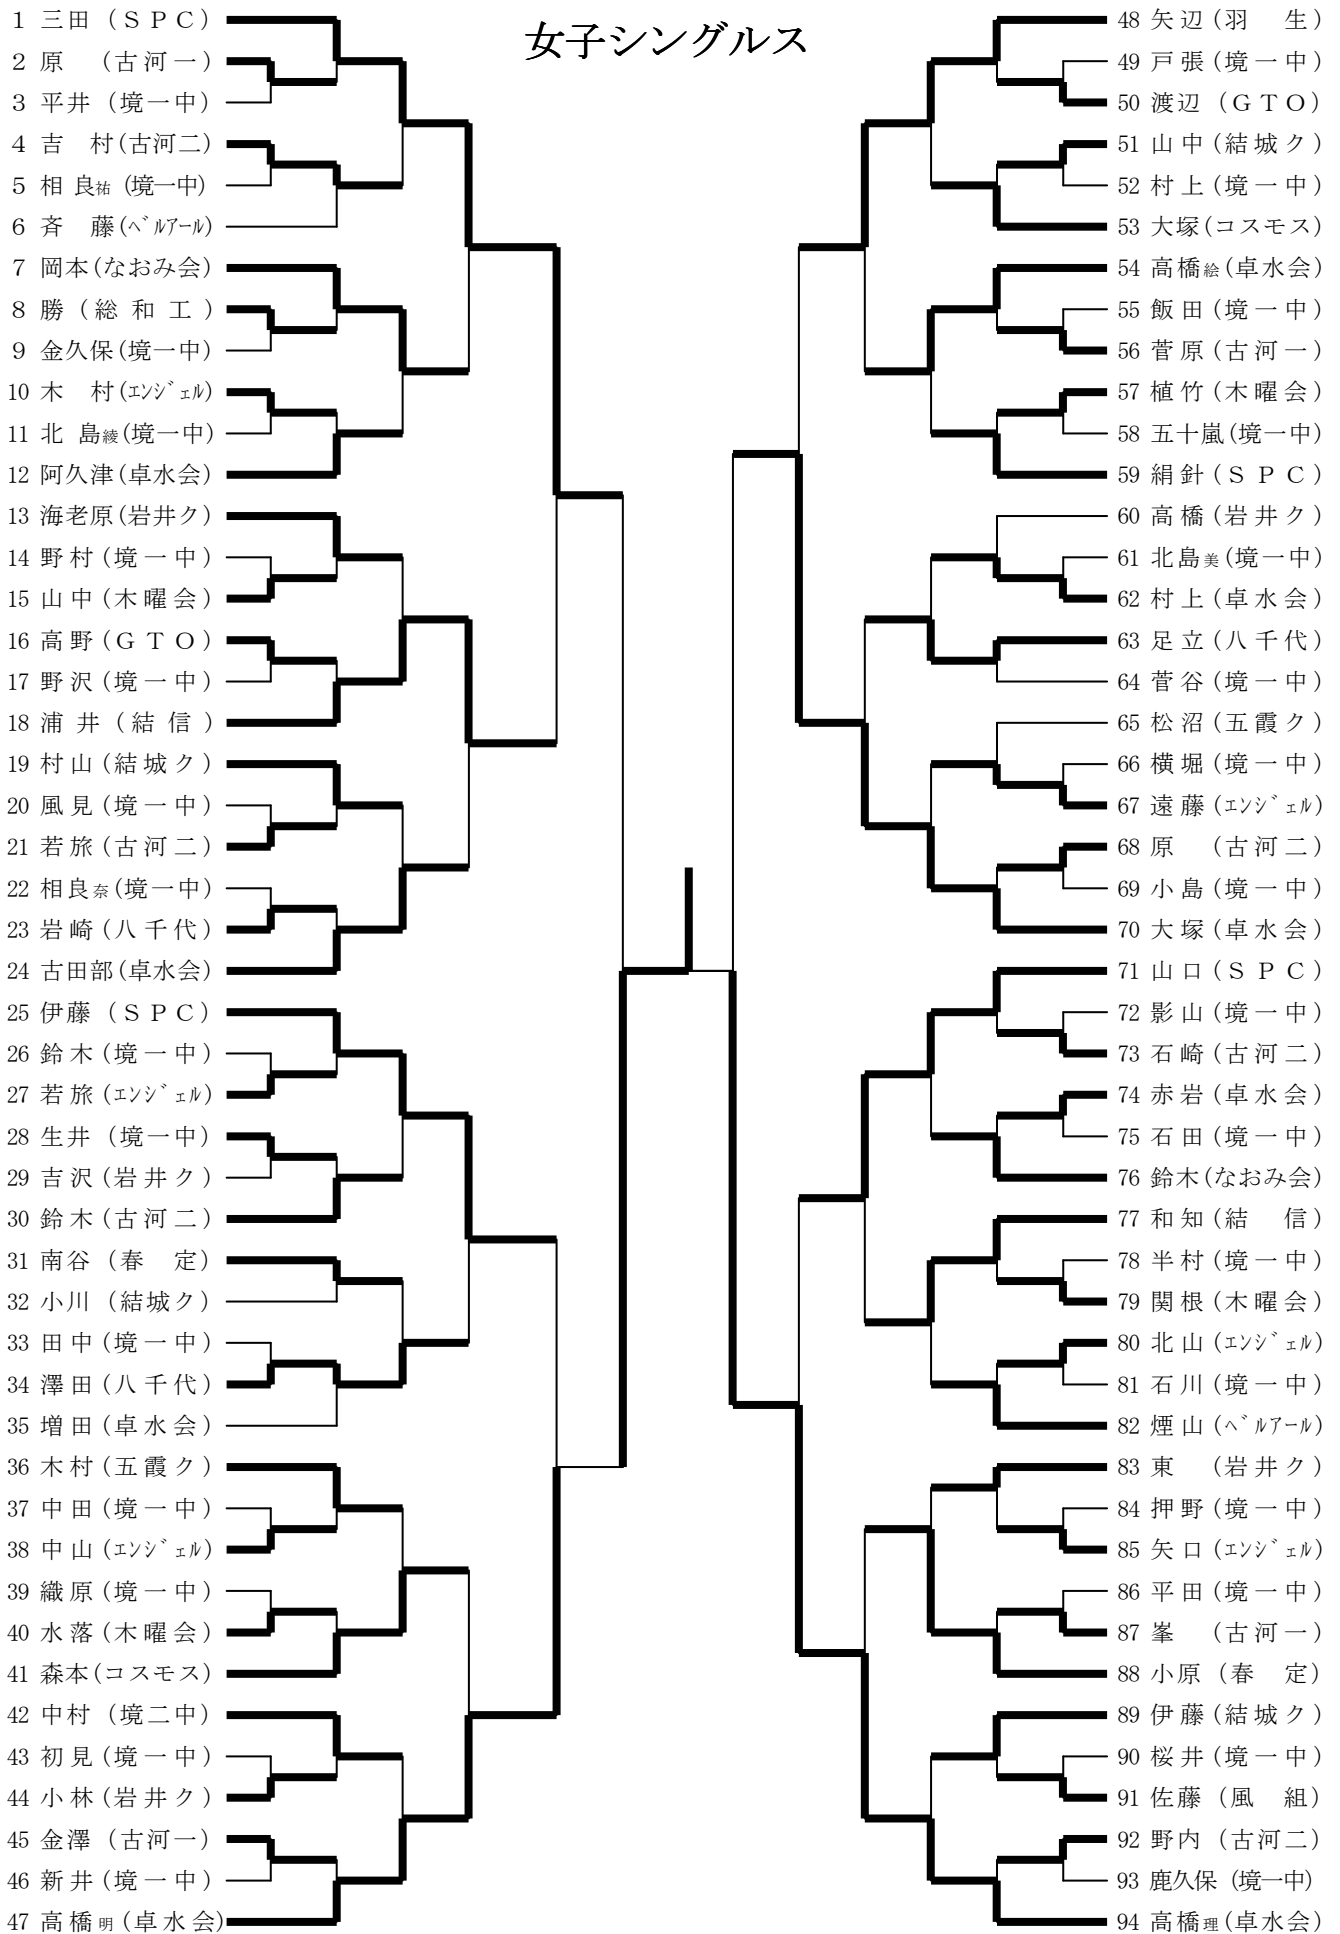 女子シングルス
1 三田 (ＳＰＣ)
2 原　(古河一)
3 平井 (境一中)
4 吉　村(古河二)
5 相 良祐 (境一中)
6 斉　藤(ﾍﾞﾙｱｰﾙ)
7 岡本(なおみ会)
8 勝 (総 和 工)
9 金久保(境一中)
10 木　村(ｴﾝｼﾞｪﾙ)
11 北 島綾(境一中)
12 阿久津(卓水会)
13 海老原(岩井ク)
14 野村 (境一中)
15 山中 (木曜会)
16 高野 (ＧＴＯ)
17 野沢 (境一中)
18 浦井 (結信)
19 村山 (結城ク)
20 風見 (境一中)
21 若旅 (古河二)
22 相良奈(境一中)
23 岩崎 (八千代)
24 古田部(卓水会)
25 伊藤 (ＳＰＣ)
26 鈴木 (境一中)
27 若旅 (ｴﾝｼﾞｪﾙ)
28 生井 (境一中)
29 吉沢 (岩井ク)
30 鈴木 (古河二)
31 南谷 (春　定)
32 小川 (結城ク)
33 田中 (境一中)
34 澤田 (八千代)
35 増田 (卓水会)
36 木村 (五霞ク)
37 中田 (境一中)
38 中山 (ｴﾝｼﾞｪﾙ)
39 織原 (境一中)
40 水落 (木曜会)
41 森本(コスモス)
42 中村 (境二中)
43 初見 (境一中)
44 小林 (岩井ク)
45 金澤 (古河一)
46 新井 (境一中)
47 高橋明(卓水会)
48 矢辺 (羽　生)
49 戸張 (境一中)
50 渡辺 (ＧＴＯ)
51 山中 (結城ク)
52 村上 (境一中)
53 大塚(コスモス)
54 高橋絵(卓水会)
55 飯田 (境一中)
56 菅原 (古河一)
57 植竹 (木曜会)
58 五十嵐(境一中)
59 絹針 (ＳＰＣ)
60 高橋 (岩井ク)
61 北島美(境一中)
62 村上 (卓水会)
63 足立 (八千代)
64 菅谷 (境一中)
65 松沼 (五霞ク)
66 横堀 (境一中)
67 遠藤 (ｴﾝｼﾞｪﾙ)
68 原　(古河二)
69 小島 (境一中)
70 大塚 (卓水会)
71 山口 (ＳＰＣ)
72 影山 (境一中)
73 石崎 (古河二)
74 赤岩 (卓水会)
75 石田 (境一中)
76 鈴木(なおみ会)
77 和知 (結　信)
78 半村 (境一中)
79 関根 (木曜会)
80 北山 (ｴﾝｼﾞｪﾙ)
81 石川 (境一中)
82 煙山 (ﾍﾞﾙｱｰﾙ)
83 東　(岩井ク)
84 押野 (境一中)
85 矢口 (ｴﾝｼﾞｪﾙ)
86 平田 (境一中)
87 峯　(古河一)
88 小原 (春　定)
89 伊藤 (結城ク)
90 桜井 (境一中)
91 佐藤 (風　組)
92 野内 (古河二)
93 鹿久保 (境一中)
94 高橋理(卓水会)